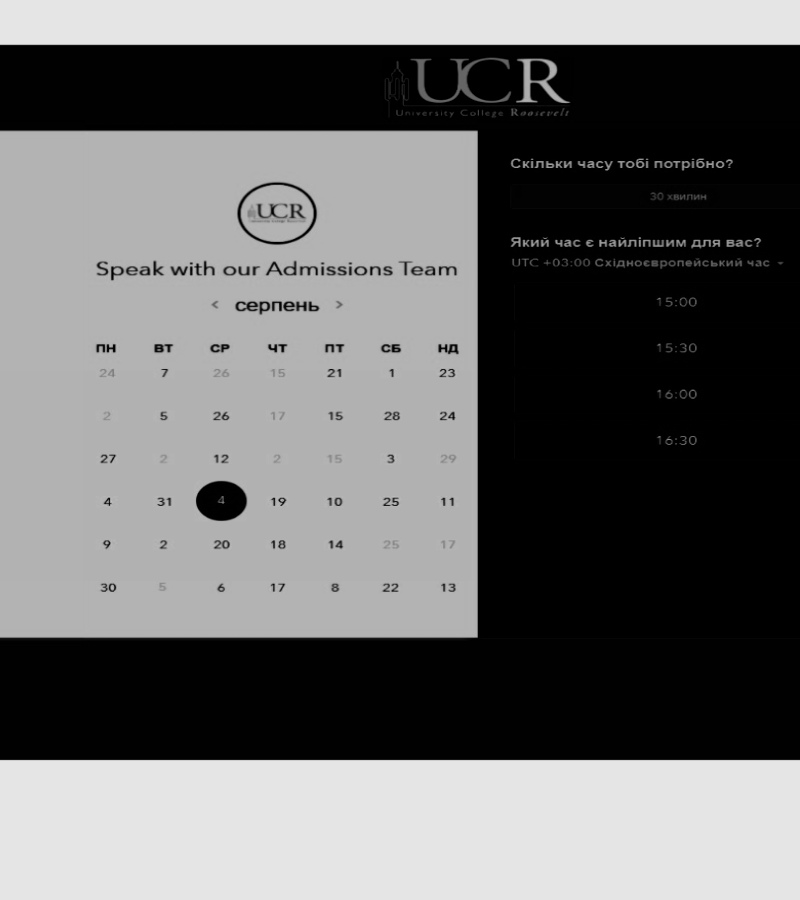 UCR
University College Roosevelt
UCR
Speak with our Admissions Team
< серпень >
ПН ВТ СР ЧТ ПТ СБ НД
24 7 26 15 21 1 23
2 5 26 17 15 28 24
27 2 12 2 15 3 29
4 31 4 19 10 25 11
9 2 20 18 14 25 17
30 5 6 17 8 22 13
Скільки часу тобі потрібно?
30 хвилин
Який час є найліпшим для вас?
UTC +03:00 Східноєвропейський час
15:00
15:30
16:00
16:30